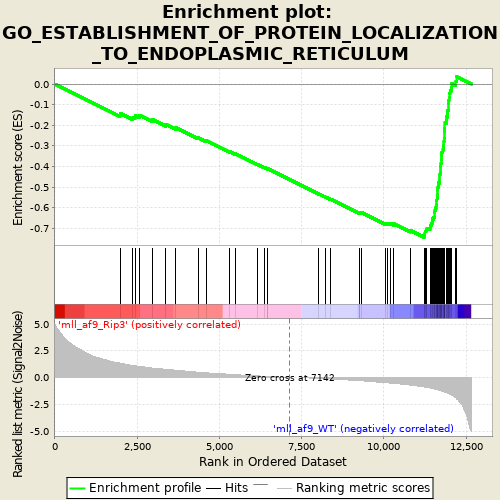 Enrichment plot:
GO_ESTABLISHMENT_OF_PROTEIN_LOCALIZATION
_TO_ENDOPLASMIC_RETICULUM
Enrichment score (ES)
0.0
-0.1
-0.2
-0.3
-0.4
-0.5
-0.6
-0.7
Ranked list metric (Signal2Noise)
5.0
2.5
0.0
-2.5
-5.0
'mll_af9_Rip3' (positively correlated)
Zero cross at 7142
'mll_af9_WT' (negatively correlated)
0
2,500
5,000
7,500
10,000
12,500
Rank in Ordered Dataset
Enrichment profile
Hits
Ranking metric scores